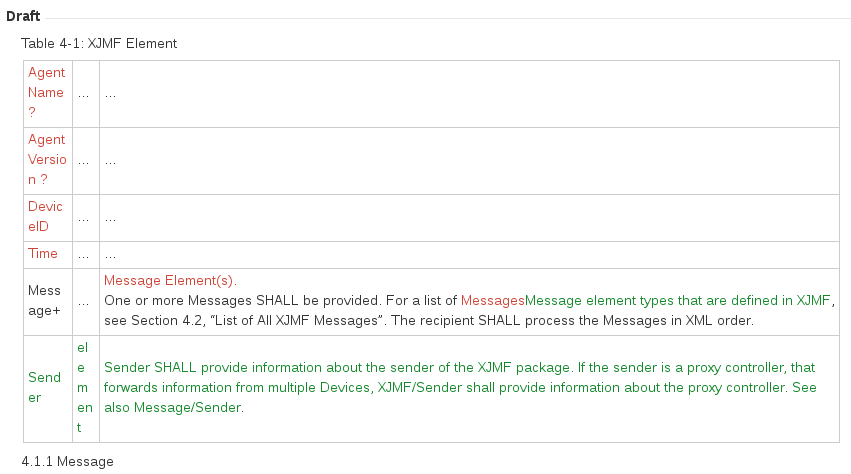 Draft
Table 4-1: XJMF Element
Agent
Name
?
...
...
Agent
Versio
n ?
...
...
Devic
eID
...
...
Time
...
...
Mess
age+
...
Message Element(s).
One or more Messages SHALL be provided. For a list of MessagesMessage element types that are defined in XJMF,
see Section 4.2, “List of All XJMF Messages”. The recipient SHALL process the Messages in XML order.
Send
er
el
e
m
en
t
Sender SHALL provide information about the sender of the XJMF package. If the sender is a proxy controller, that
forwards information from multiple Devices, XJMF/Sender shall provide information about the proxy controller. See
also Message/Sender.
4.1.1 Message